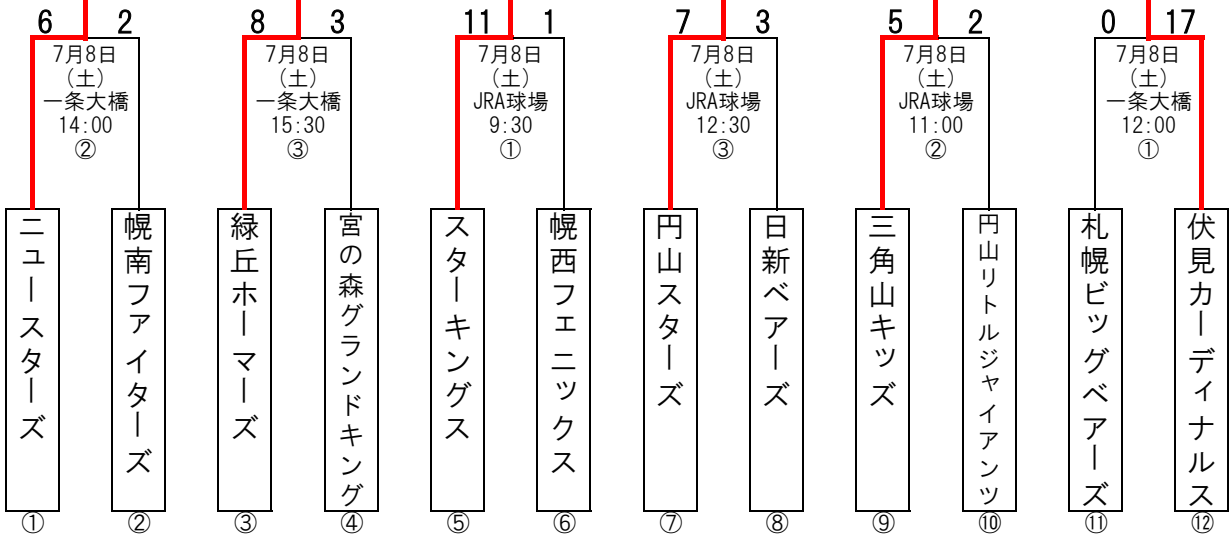 6 2
7月8日
（土）
一条大橋
14:00
②
8 3
7月8日
（土）
一条大橋
15:30
③
11 1
7月8日
（土）
JRA球場
9:30
①
7 3
7月8日
（土）
JRA球場
12:30
③
5 2
7月8日
（土）
JRA球場
11:00
②
0 17
7月8日
（土）
一条大橋
12:00
①
ニュースターズ
①
幌南ファイターズ
②
緑丘ホーマーズ
③
宮の森グランドキング
④
スターキングス
⑤
幌西フェニックス
⑥
円山スターズ
⑦
日新ベアーズ
⑧
三角山キッズ
⑨
円山リトルジャイアンツ
⑩
札幌ビッグベアーズ
⑪
伏見カーディナルス
⑫